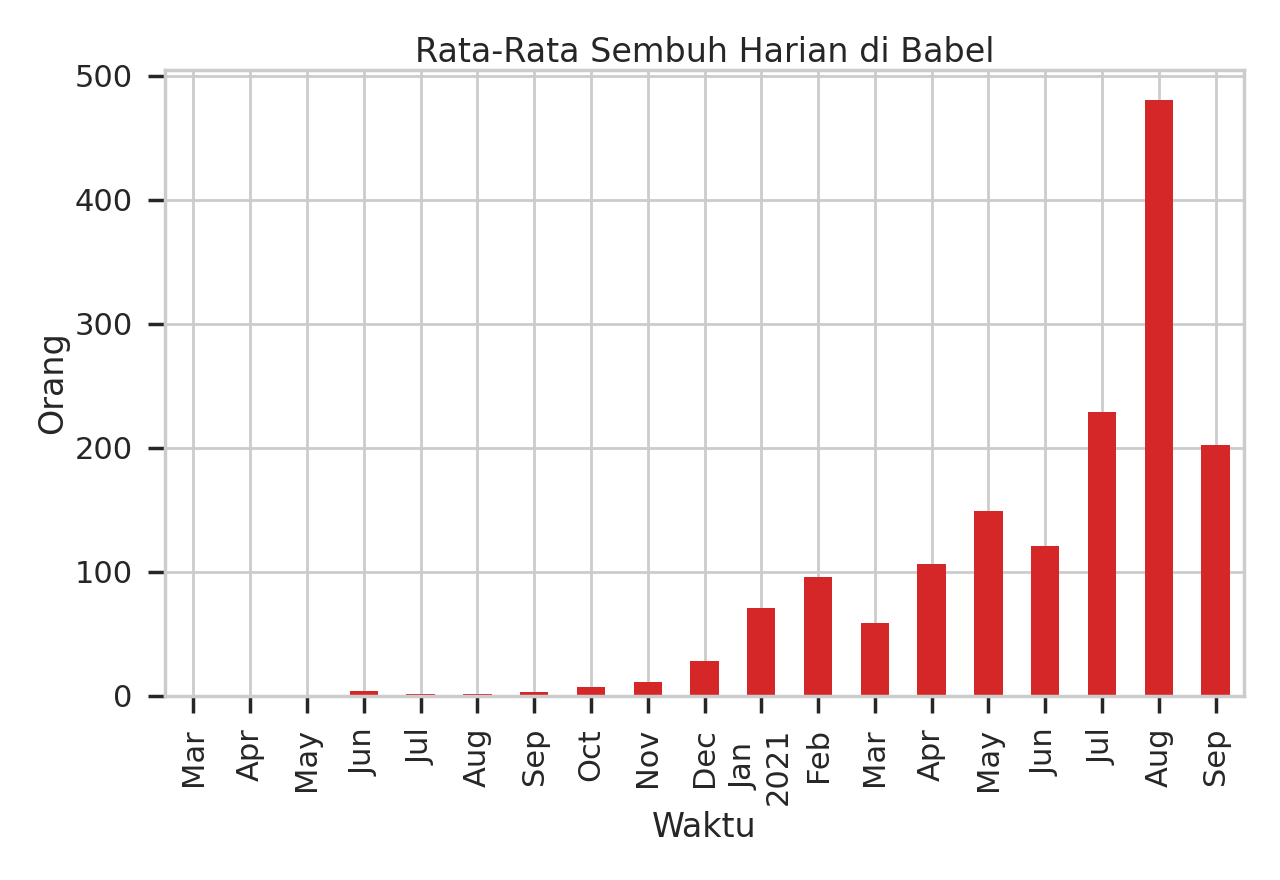 Rata-Rata Sembuh Harian di Babel
500
400
300
200
100
0
Orang
Mar
Apr
May
Jun
Jul
Aug
Sep
Oct
Nov
Dec
Jan
2021
Feb
Mar
Apr
May
Jun
Jul
Aug
Sep
Waktu